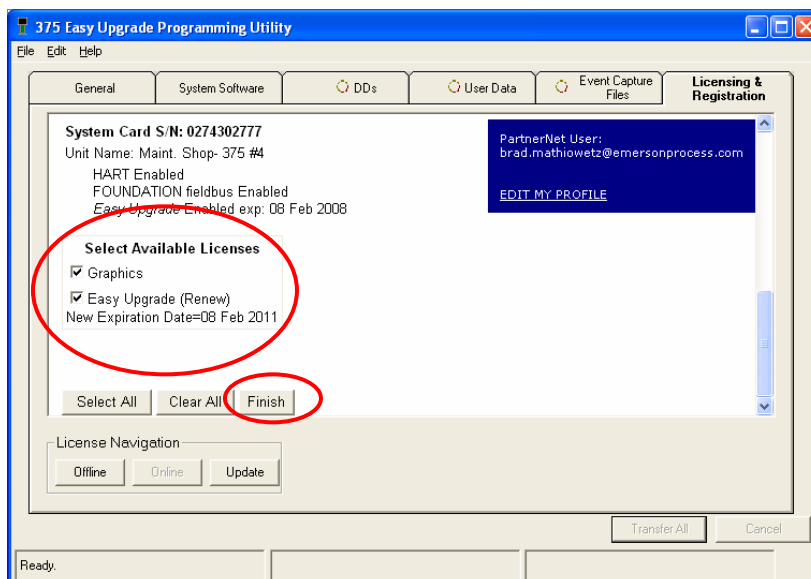 375 Easy Upgrade Programming Utility
File Edit Help
General System Software DDs User Data Event Capture Files Licensing & Registration
System Card S/N: 0274302777
Unit Name: Maint. Shop- 375 #4
HART Enabled
FOUNDATION fieldbus Enabled
Easy Upgrade Enabled exp: 08 Feb 2008
PartnerNet User:
brad.mathiowetz@emersonprocess.com
EDIT MY PROFILE
Select Available Licenses
Graphics
Easy Upgrade (Renew)
New Expiration Date=08 Feb 2011
Select All Clear All Finish
License Navigation
Offline Online Update
Transfer All Cancel
Ready.